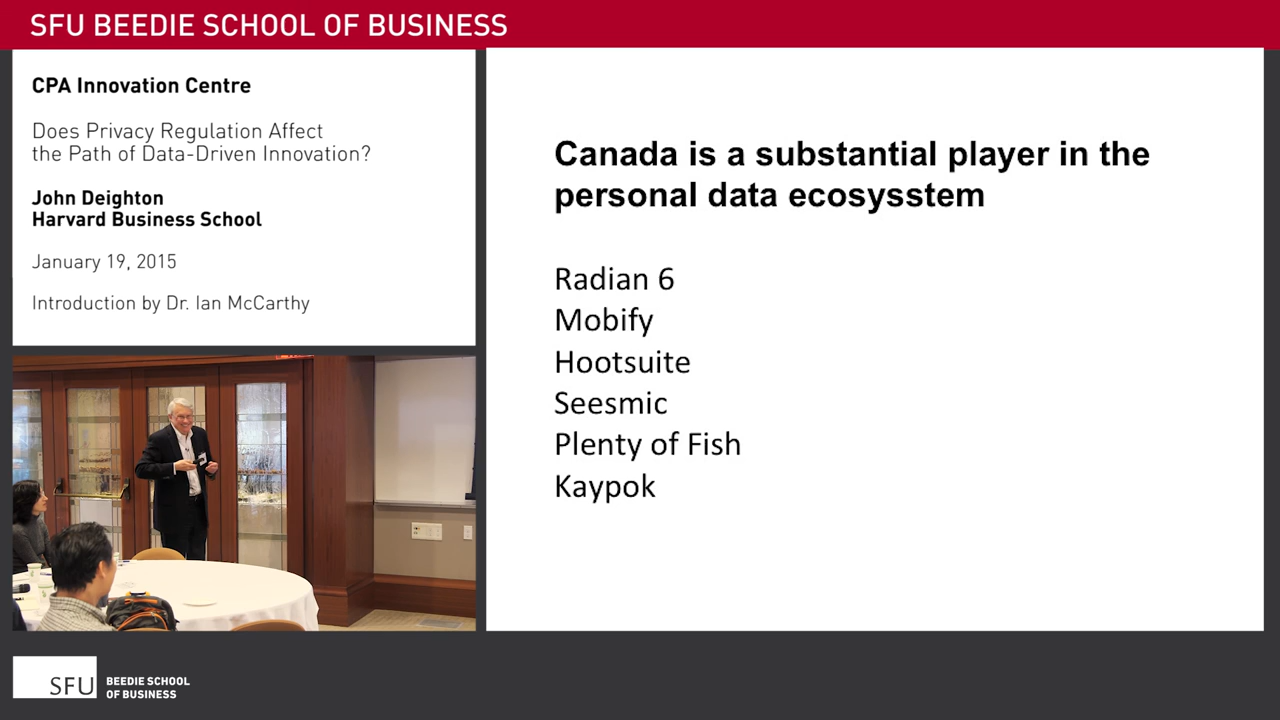 SFU BEEDIE SCHOOL OF BUSINESS
CPA Innovation Centre
Does Privacy Regulation Affect
the Path of Data-Driven Innovation?
John Deighton
Harvard Business School
January 19, 2015
Introduction by Dr. Ian McCarthy
Canada is a substantial player in the
personal data ecosysstem
Radian 6
Mobify
Hootsuite
Seesmic
Plenty of Fish
Kaypok
SFU
BEEDIE SCHOOL
OF BUSINESS